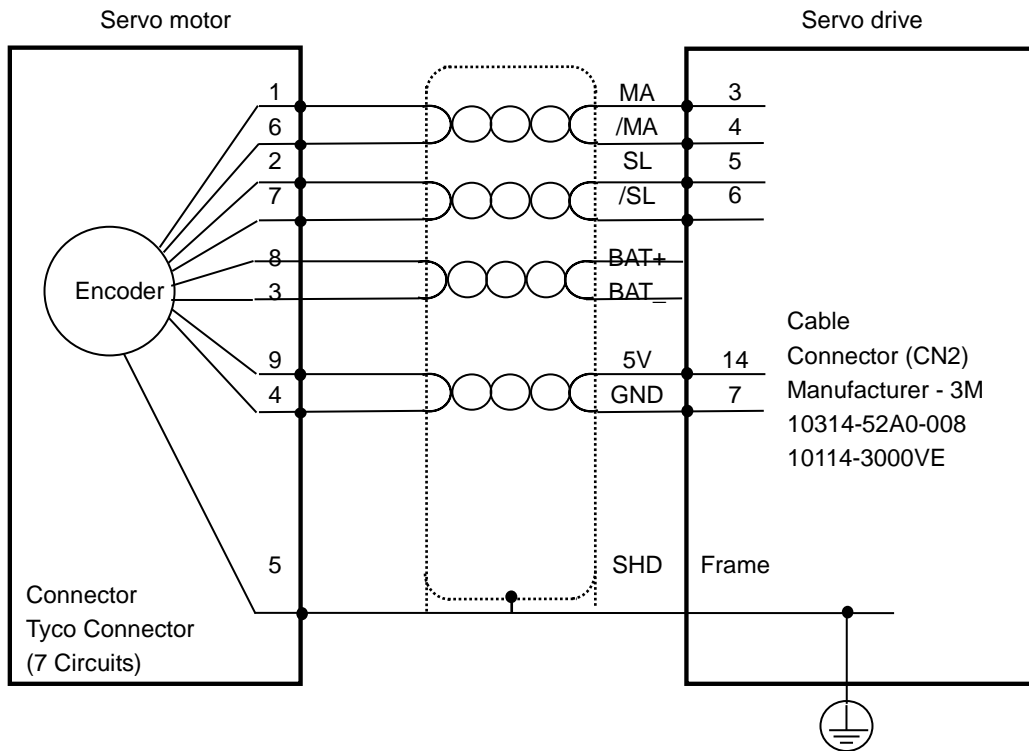 Servo motor
Servo drive
1
MA
3
6
/MA
4
2
SL
5
7
/SL
6
8
BAT+
Encoder
3
BAT_
Cable
9
5V
14
Connector (CN2)
4
GND
7
Manufacturer - 3M
10314-52A0-008
10114-3000VE
5
SHD
Frame
Connector
Tyco Connector
(7 Circuits)